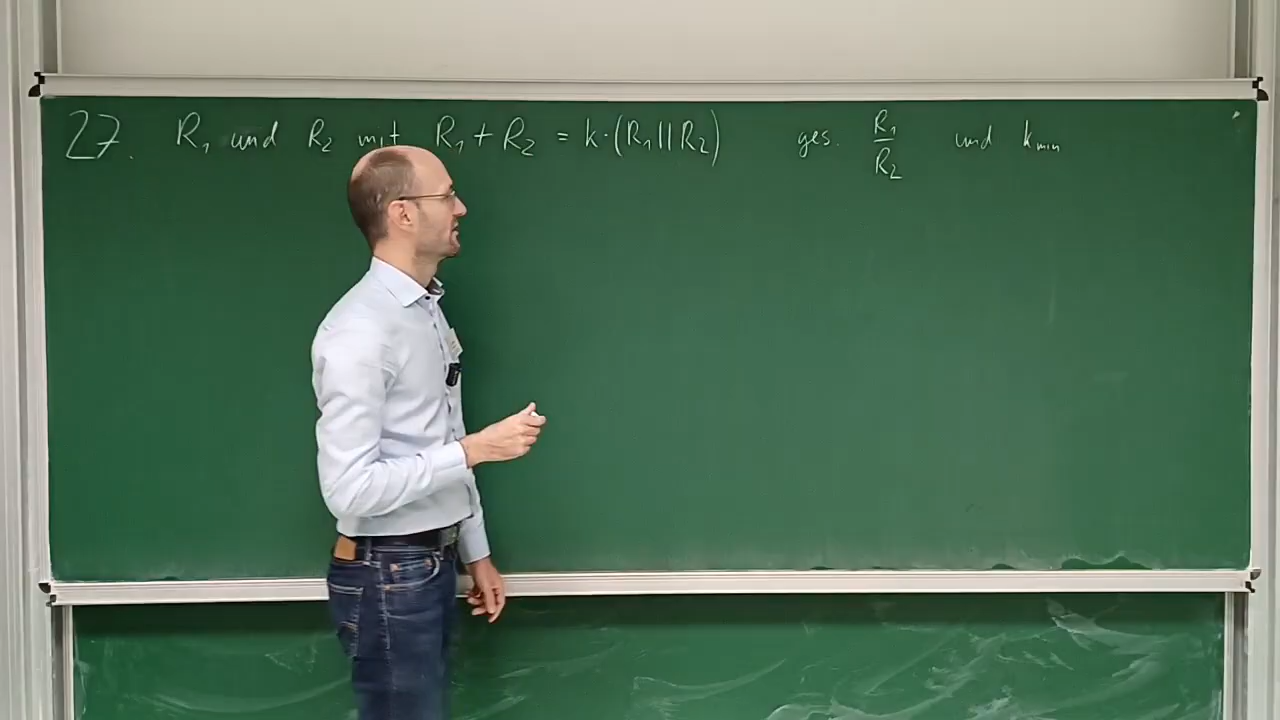 27. R₁ und R₂ mit R₁ + R₂ = k·(R₁||R₂) ges. R₁/R₂ und kₘᵢₙ